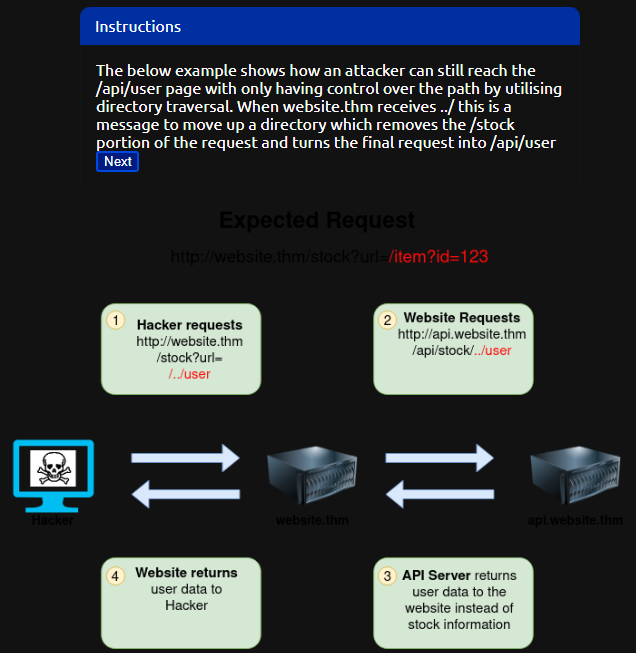 Instructions
The below example shows how an attacker can still reach the
/api/user page with only having control over the path by utilising
directory traversal. When website.thm receives ../ this is a
message to move up a directory which removes the /stock
portion of the request and turns the final request into /api/user
Next
Expected Request
http://website.thm/stock?url=/item?id=123
1
Hacker requests
http://website.thm
/stock?url=
/../user
2
Website Requests
http://api.website.thm
/api/stock/../user
Hacker
website.thm
api.website.thm
4
Website returns
user data to
Hacker
3
API Server returns
user data to the
website instead of
stock information